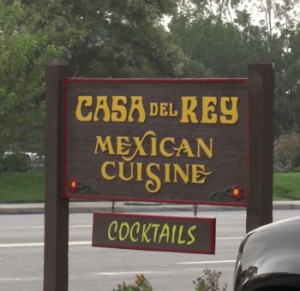 CASA DEL REY
MEXICAN
CUISINE
COCKTAILS